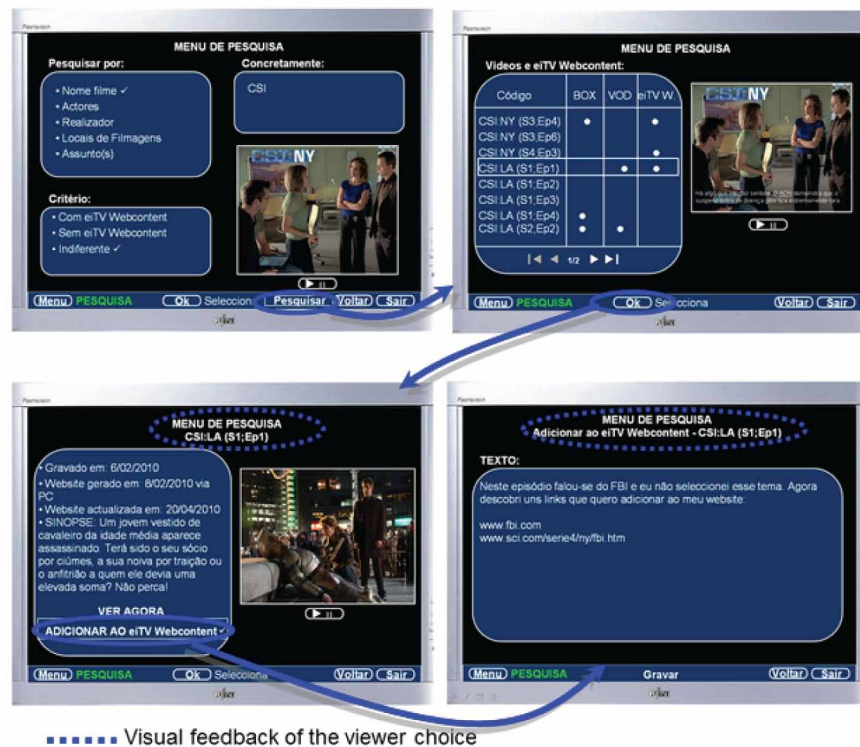 MENU DE PESQUISA
Pesquisar por:
• Nome filme ✓
• Actores
• Realizador
• Locais de Filmagens
• Assunto(s)
Critério:
• Com eiTV Webcontent
• Sem eiTV Webcontent
• Indiferente ✓
Concretamente:
CSI
CSI:NY
Menu PESQUISA Ok Seleccion Pesquisar Voltar Sair
MENU DE PESQUISA
Vídeos e eiTV Webcontent:
Código BOX VOD eiTV W.
CSI:NY (S3;Ep4) • •
CSI:NY (S3;Ep6)
CSI:NY (S4;Ep3) •
CSI:LA (S1;Ep1) • •
CSI:LA (S1;Ep2)
CSI:LA (S1;Ep3)
CSI:LA (S1;Ep4) •
CSI:LA (S2;Ep2) • •
1/2
CSI:NY
Menu PESQUISA Ok Selecciona Voltar Sair
MENU DE PESQUISA
CSI:LA (S1;Ep1)
• Gravado em: 6/02/2010
• Website gerado em: 8/02/2010 via
PC
• Website actualizada em: 20/04/2010
• SINOPSE: Um jovem vestido de
cavaleiro da idade média aparece
assassinado. Terá sido o seu sócio
por ciúmes, a sua noiva por traição ou
o anfitrião a quem ele devia uma
elevada soma? Não perca!
VER AGORA
ADICIONAR AO eiTV Webcontent ✓
Menu PESQUISA Ok Selecciona Voltar Sair
MENU DE PESQUISA
Adicionar ao eiTV Webcontent - CSI:LA (S1;Ep1)
TEXTO:
Neste episódio falou-se do FBI e eu não seleccionei esse tema. Agora
descobri uns links que quero adicionar ao meu website:
www.fbi.com
www.sci.com/serie4/ny/fbi.htm
Menu PESQUISA Gravar Voltar Sair
Visual feedback of the viewer choice